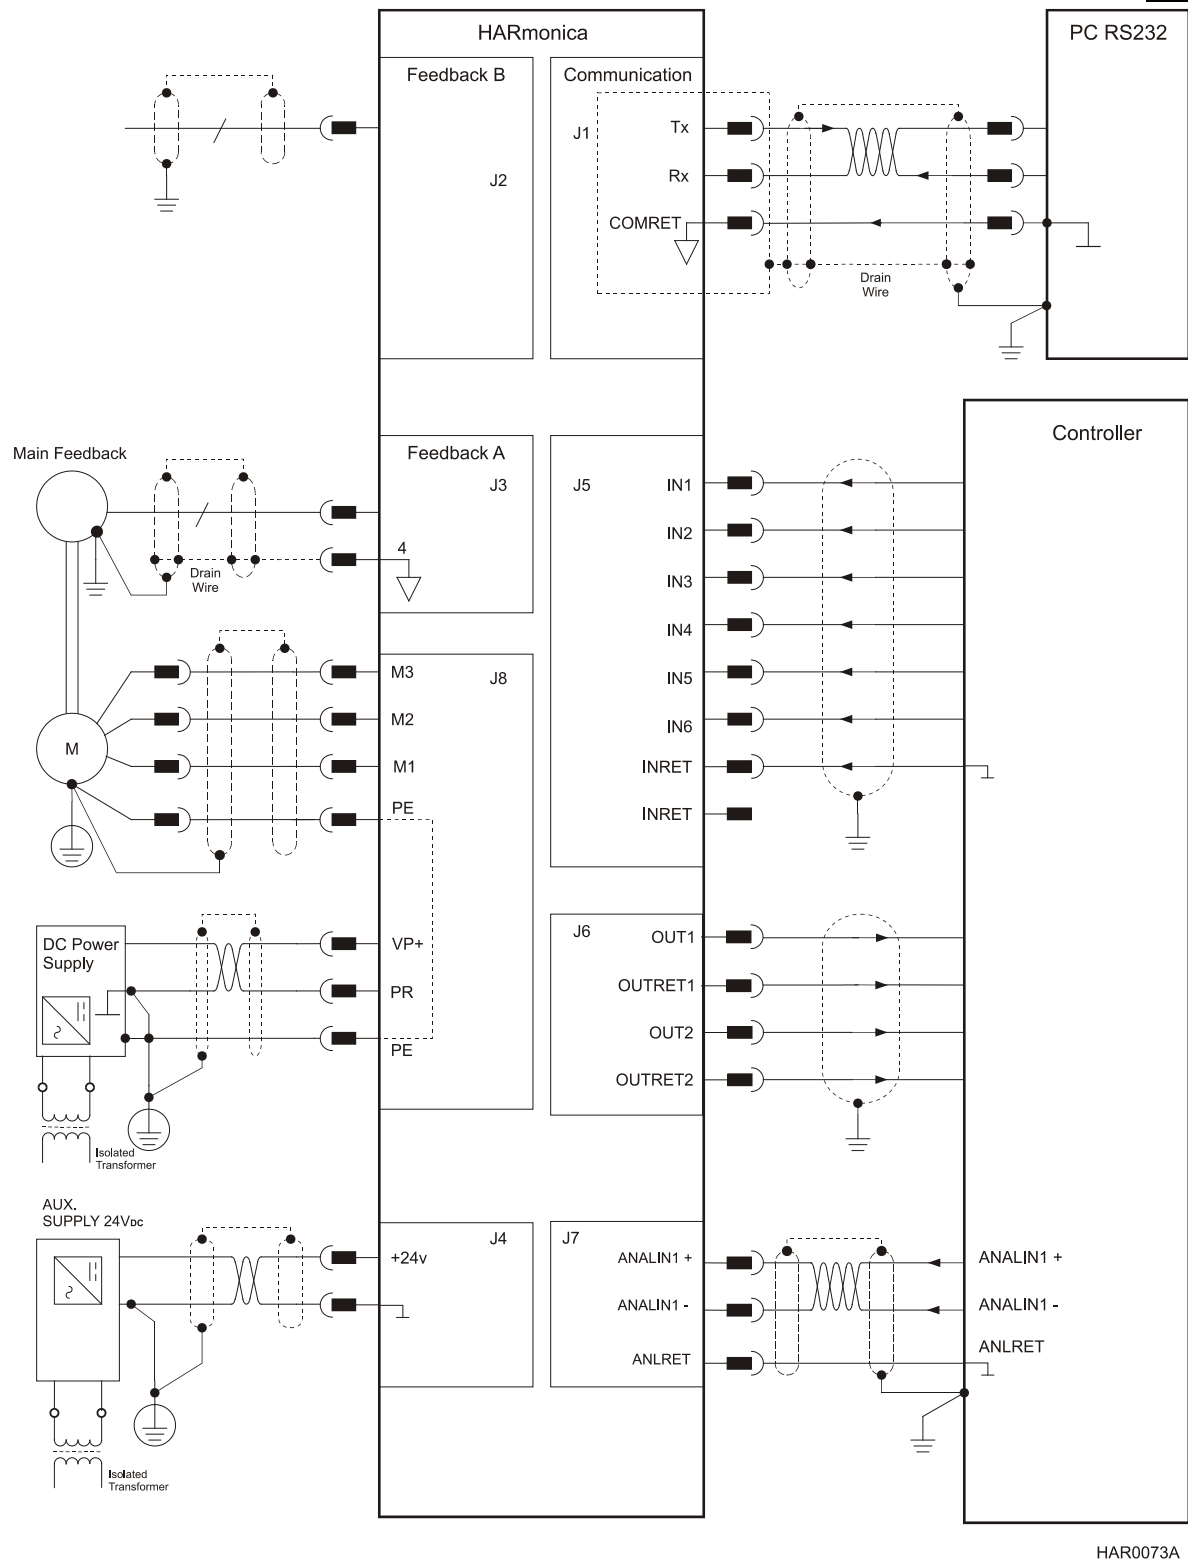 HARmonica
PC RS232
Feedback B
Communication
J1
Tx
J2
Rx
COMRET
Drain
Wire
Controller
Main Feedback
Feedback A
J3
J5
IN1
IN2
4
Drain
Wire
IN3
IN4
M3
J8
IN5
M2
IN6
M
M1
INRET
PE
INRET
DC Power
Supply
VP+
J6
OUT1
PR
OUTRET1
PE
OUT2
OUTRET2
Isolated
Transformer
AUX.
SUPPLY 24VDC
J4
+24v
J7
ANALIN1 +
ANALIN1 +
ANALIN1 -
ANALIN1 -
ANLRET
ANLRET
Isolated
Transformer
HAR0073A